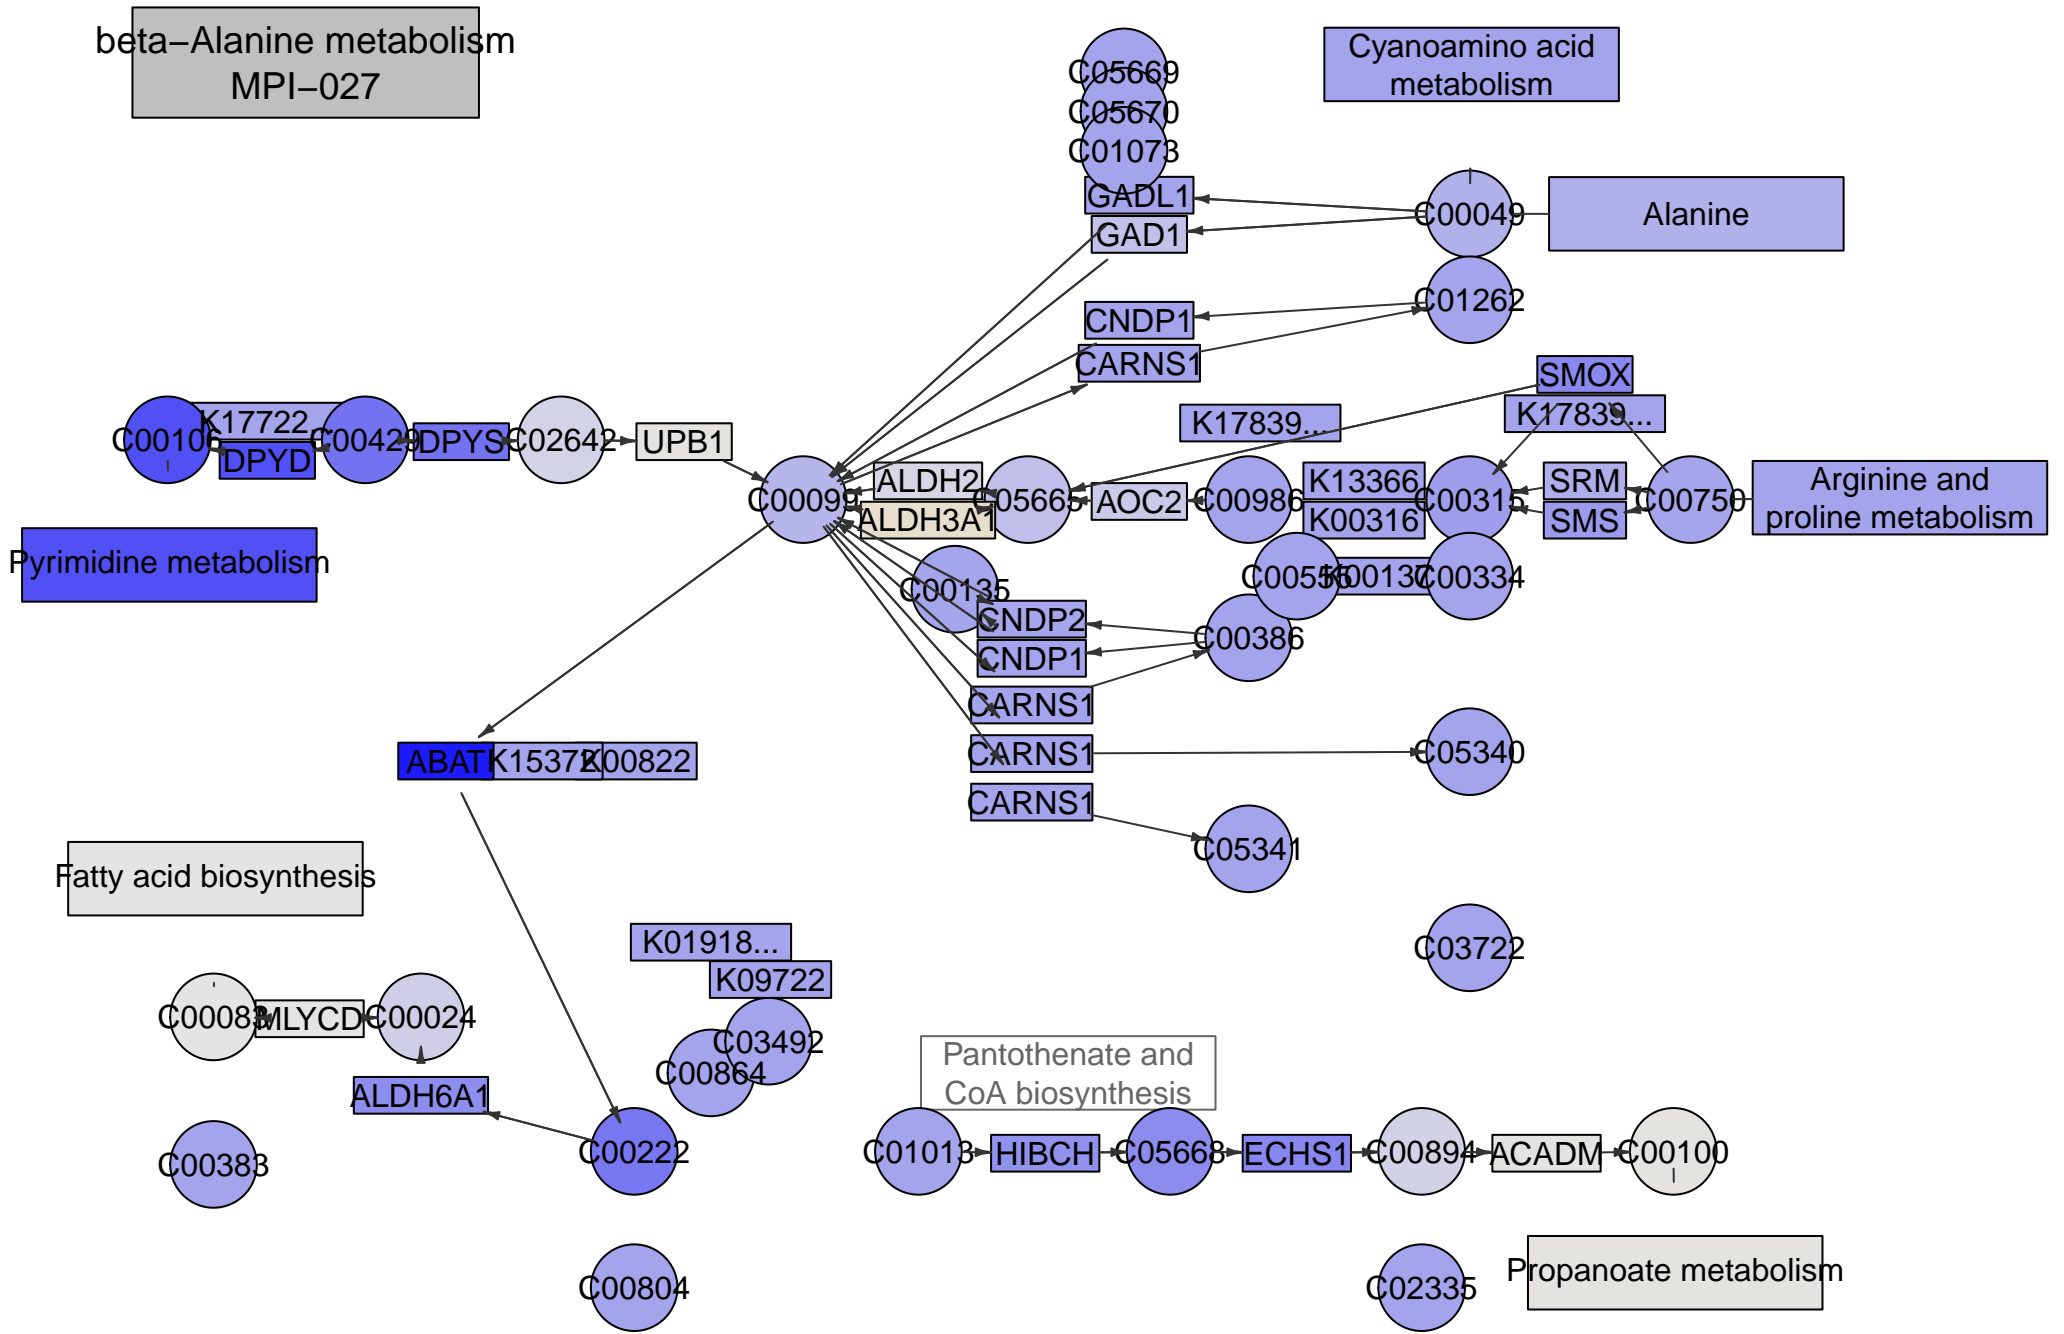 beta−Alanine metabolism
MPI−027
C05669
C05670
C01073
Cyanoamino acid
metabolism
GADL1
GAD1
C00049
Alanine
C01262
CNDP1
CARNS1
SMOX
K17839...
K17839...
C00106
K17722...
DPYD
C00429
DPYS
C02642
UPB1
C00099
ALDH2
ALDH3A1
C05665
AOC2
C00986
K13366
K00316
C00315
SRM
SMS
C00750
Arginine and
proline metabolism
Pyrimidine metabolism
C00135
C00555
K00137
C00334
CNDP2
CNDP1
C00386
CARNS1
CARNS1
CARNS1
C05340
C05341
ABAT
K15372
K00822
Fatty acid biosynthesis
K01918...
K09722
C03722
C00083
MLYCD
C00024
C03492
C00864
ALDH6A1
Pantothenate and
CoA biosynthesis
C00383
C00222
C01013
HIBCH
C05668
ECHS1
C00894
ACADM
C00100
C00804
C02335
Propanoate metabolism